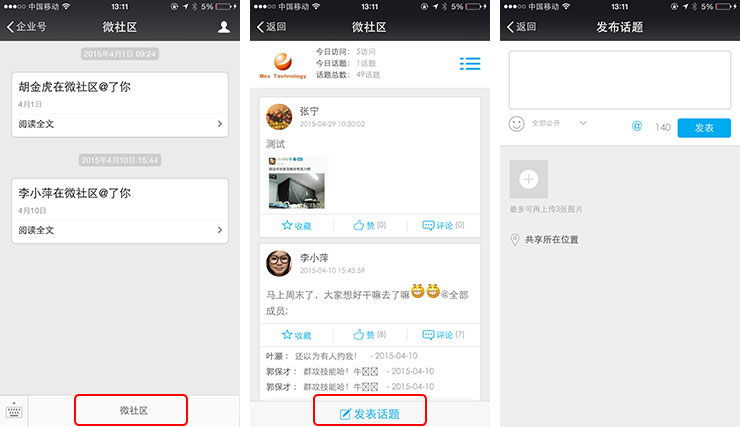 中国移动 13:11 5%
企业号 微社区
2015年4月1日 09:24
胡金虎在微社区@了你
4月1日
阅读全文
2015年4月10日 15:44
李小萍在微社区@了你
4月10日
阅读全文
微社区
中国移动 13:11 5%
返回 微社区
今日访问: 5访问
今日话题: 1话题
话题总数: 49话题
Technology
张宁
2015-04-29 10:50:02
测试
收藏 赞(0) 评论(0)
李小萍
2015-04-10 15:43:59
马上周末了,大家想好干嘛去了嘛@全部
成员:
收藏 赞(8) 评论(7)
叶灏: 还以为有人约我! - 2015-04-10
郭保才: 群攻技能哈!牛 - 2015-04-10
郭保才: 群攻技能哈!牛 - 2015-04-10
发表话题
中国移动 13:11 5%
返回 发布话题
全部公开 @ 140 发表
最多可再上传3张图片
共享所在位置